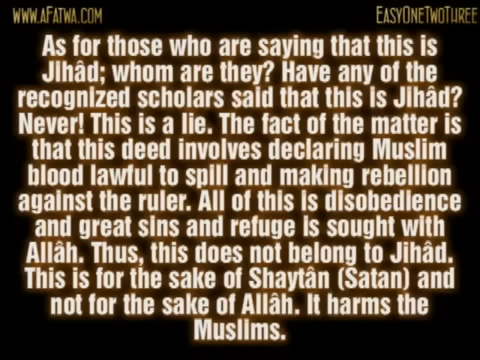 www.aFatwa.com
EasyOneTwoThree
As for those who are saying that this is
Jihâd; whom are they? Have any of the
recognized scholars said that this is Jihâd?
Never! This is a lie. The fact of the matter is
that this deed involves declaring Muslim
blood lawful to spill and making rebellion
against the ruler. All of this is disobedience
and great sins and refuge is sought with
Allâh. Thus, this does not belong to Jihâd.
This is for the sake of Shaytân (Satan) and
not for the sake of Allâh. It harms the
Muslims.